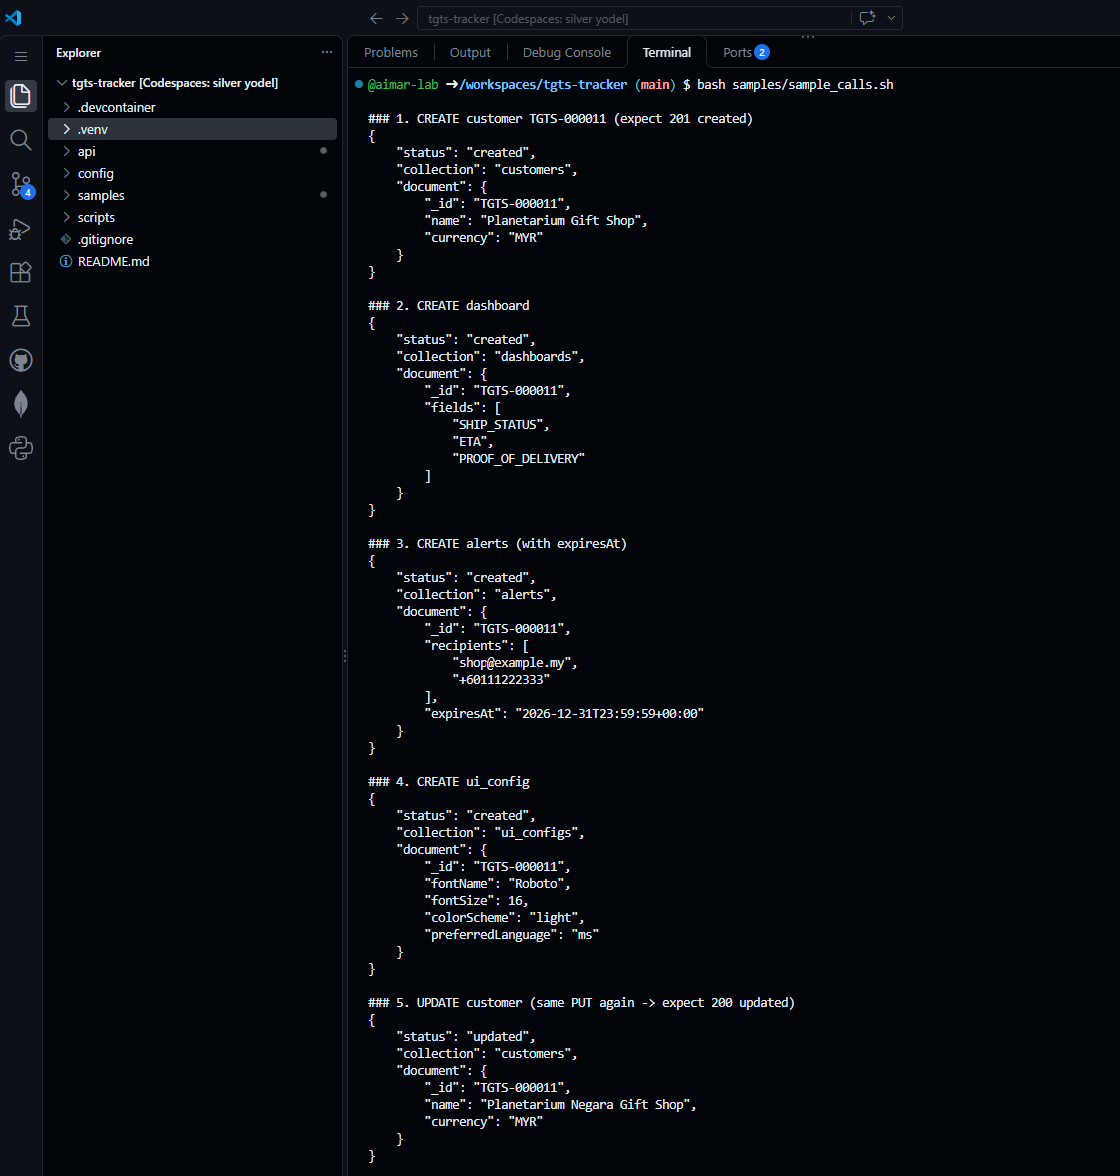 tgts-tracker [Codespaces: silver yodel]
Explorer
tgts-tracker [Codespaces: silver yodel]
.devcontainer
.venv
api
config
samples
scripts
.gitignore
README.md
4
Problems
Output
Debug Console
Terminal
Ports 2
@aimar-lab ➜/workspaces/tgts-tracker (main) $ bash samples/sample_calls.sh
### 1. CREATE customer TGTS-000011 (expect 201 created)
{
    "status": "created",
    "collection": "customers",
    "document": {
        "_id": "TGTS-000011",
        "name": "Planetarium Gift Shop",
        "currency": "MYR"
    }
}
### 2. CREATE dashboard
{
    "status": "created",
    "collection": "dashboards",
    "document": {
        "_id": "TGTS-000011",
        "fields": [
            "SHIP_STATUS",
            "ETA",
            "PROOF_OF_DELIVERY"
        ]
    }
}
### 3. CREATE alerts (with expiresAt)
{
    "status": "created",
    "collection": "alerts",
    "document": {
        "_id": "TGTS-000011",
        "recipients": [
            "shop@example.my",
            "+60111222333"
        ],
        "expiresAt": "2026-12-31T23:59:59+00:00"
    }
}
### 4. CREATE ui_config
{
    "status": "created",
    "collection": "ui_configs",
    "document": {
        "_id": "TGTS-000011",
        "fontName": "Roboto",
        "fontSize": 16,
        "colorScheme": "light",
        "preferredLanguage": "ms"
    }
}
### 5. UPDATE customer (same PUT again -> expect 200 updated)
{
    "status": "updated",
    "collection": "customers",
    "document": {
        "_id": "TGTS-000011",
        "name": "Planetarium Negara Gift Shop",
        "currency": "MYR"
    }
}